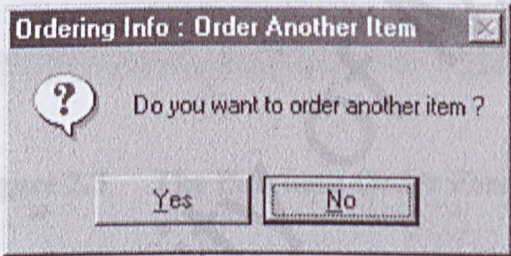 Ordering Info : Order Another Item
?
Do you want to order another item ?
Yes No